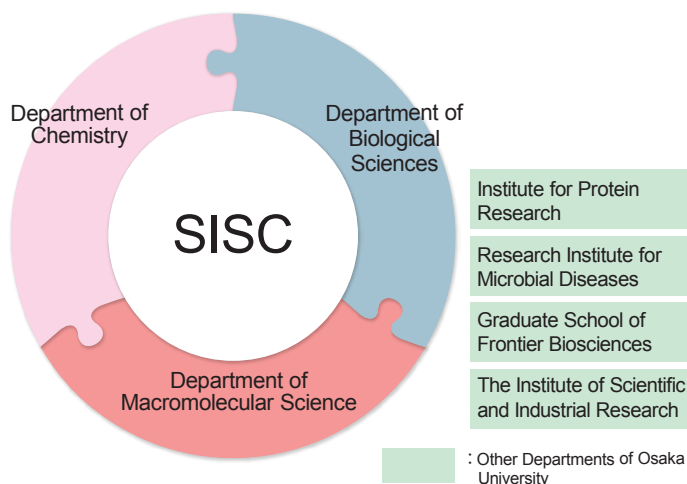 Department of
Chemistry
Department of
Biological
Sciences
SISC
Department of
Macromolecular Science
Institute for Protein
Research
Research Institute for
Microbial Diseases
Graduate School of
Frontier Biosciences
The Institute of Scientific
and Industrial Research
: Other Departments of Osaka
University